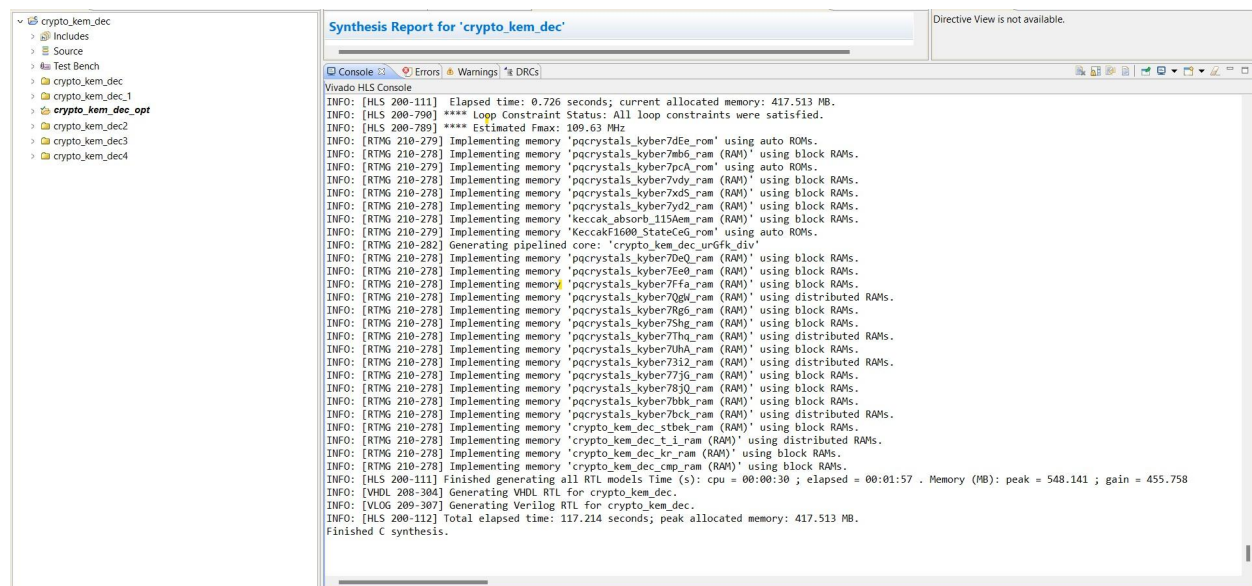 crypto_kem_dec
Includes
Source
Test Bench
crypto_kem_dec
crypto_kem_dec_1
crypto_kem_dec_opt
crypto_kem_dec2
crypto_kem_dec3
crypto_kem_dec4
Synthesis Report for 'crypto_kem_dec'
Directive View is not available.
Console Errors Warnings DRCs
Vivado HLS Console
INFO: [HLS 200-111]  Elapsed time: 0.726 seconds; current allocated memory: 417.513 MB.
INFO: [HLS 200-790] **** Loop Constraint Status: All loop constraints were satisfied.
INFO: [HLS 200-789] **** Estimated Fmax: 109.63 MHz
INFO: [RTMG 210-279] Implementing memory 'pqcrystals_kyber7dEe_rom' using auto ROMs.
INFO: [RTMG 210-278] Implementing memory 'pqcrystals_kyber7mb6_ram (RAM)' using block RAMs.
INFO: [RTMG 210-279] Implementing memory 'pqcrystals_kyber7pcA_rom' using auto ROMs.
INFO: [RTMG 210-278] Implementing memory 'pqcrystals_kyber7vdy_ram (RAM)' using block RAMs.
INFO: [RTMG 210-278] Implementing memory 'pqcrystals_kyber7xdS_ram (RAM)' using block RAMs.
INFO: [RTMG 210-278] Implementing memory 'pqcrystals_kyber7yd2_ram (RAM)' using block RAMs.
INFO: [RTMG 210-278] Implementing memory 'keccak_absorb_115Aem_ram (RAM)' using block RAMs.
INFO: [RTMG 210-279] Implementing memory 'KeccakF1600_StateCeG_rom' using auto ROMs.
INFO: [RTMG 210-282] Generating pipelined core: 'crypto_kem_dec_urGfk_div'
INFO: [RTMG 210-278] Implementing memory 'pqcrystals_kyber7DeQ_ram (RAM)' using block RAMs.
INFO: [RTMG 210-278] Implementing memory 'pqcrystals_kyber7Ee0_ram (RAM)' using block RAMs.
INFO: [RTMG 210-278] Implementing memory 'pqcrystals_kyber7Ffa_ram (RAM)' using block RAMs.
INFO: [RTMG 210-278] Implementing memory 'pqcrystals_kyber7QgW_ram (RAM)' using distributed RAMs.
INFO: [RTMG 210-278] Implementing memory 'pqcrystals_kyber7Rg6_ram (RAM)' using block RAMs.
INFO: [RTMG 210-278] Implementing memory 'pqcrystals_kyber7Shg_ram (RAM)' using block RAMs.
INFO: [RTMG 210-278] Implementing memory 'pqcrystals_kyber7Thq_ram (RAM)' using distributed RAMs.
INFO: [RTMG 210-278] Implementing memory 'pqcrystals_kyber7UhA_ram (RAM)' using block RAMs.
INFO: [RTMG 210-278] Implementing memory 'pqcrystals_kyber73i2_ram (RAM)' using distributed RAMs.
INFO: [RTMG 210-278] Implementing memory 'pqcrystals_kyber77jG_ram (RAM)' using block RAMs.
INFO: [RTMG 210-278] Implementing memory 'pqcrystals_kyber78jQ_ram (RAM)' using block RAMs.
INFO: [RTMG 210-278] Implementing memory 'pqcrystals_kyber7bbk_ram (RAM)' using block RAMs.
INFO: [RTMG 210-278] Implementing memory 'pqcrystals_kyber7bck_ram (RAM)' using distributed RAMs.
INFO: [RTMG 210-278] Implementing memory 'crypto_kem_dec_stbek_ram (RAM)' using block RAMs.
INFO: [RTMG 210-278] Implementing memory 'crypto_kem_dec_t_i_ram (RAM)' using distributed RAMs.
INFO: [RTMG 210-278] Implementing memory 'crypto_kem_dec_kr_ram (RAM)' using block RAMs.
INFO: [RTMG 210-278] Implementing memory 'crypto_kem_dec_cmp_ram (RAM)' using block RAMs.
INFO: [HLS 200-111] Finished generating all RTL models Time (s): cpu = 00:00:30 ; elapsed = 00:01:57 . Memory (MB): peak = 548.141 ; gain = 455.758
INFO: [VHDL 208-304] Generating VHDL RTL for crypto_kem_dec.
INFO: [VLOG 209-307] Generating Verilog RTL for crypto_kem_dec.
INFO: [HLS 200-112] Total elapsed time: 117.214 seconds; peak allocated memory: 417.513 MB.
Finished C synthesis.